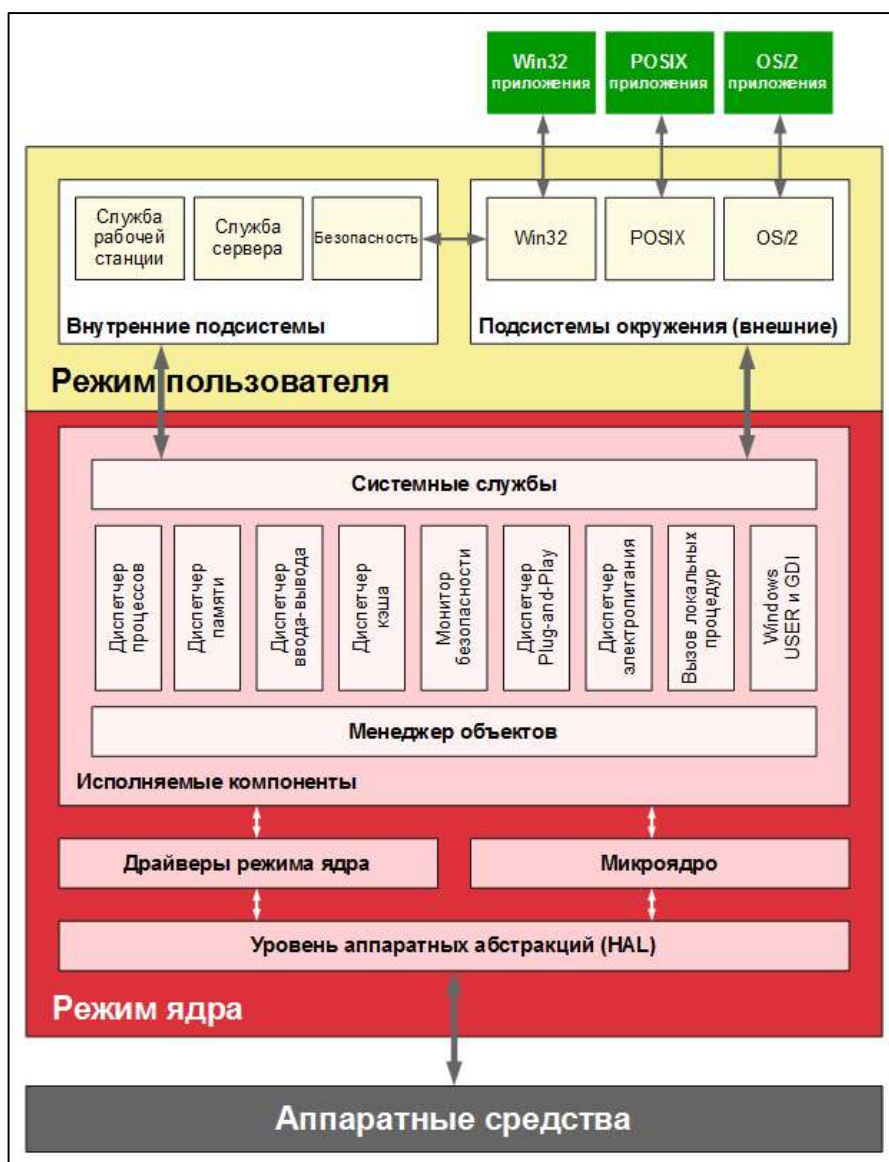 Win32
приложения
POSIX
приложения
OS/2
приложения
Служба
рабочей
станции
Служба
сервера
Безопасность
Win32
POSIX
OS/2
Внутренние подсистемы
Подсистемы окружения (внешние)
Режим пользователя
Системные службы
Диспетчер
процессов
Диспетчер
памяти
Диспетчер
ввода-вывода
Диспетчер
кэша
Монитор
безопасности
Диспетчер
Plug-and-Play
Диспетчер
электропитания
Вызов локальных
процедур
Windows
USER и GDI
Менеджер объектов
Исполняемые компоненты
Драйверы режима ядра
Микроядро
Уровень аппаратных абстракций (HAL)
Режим ядра
Аппаратные средства